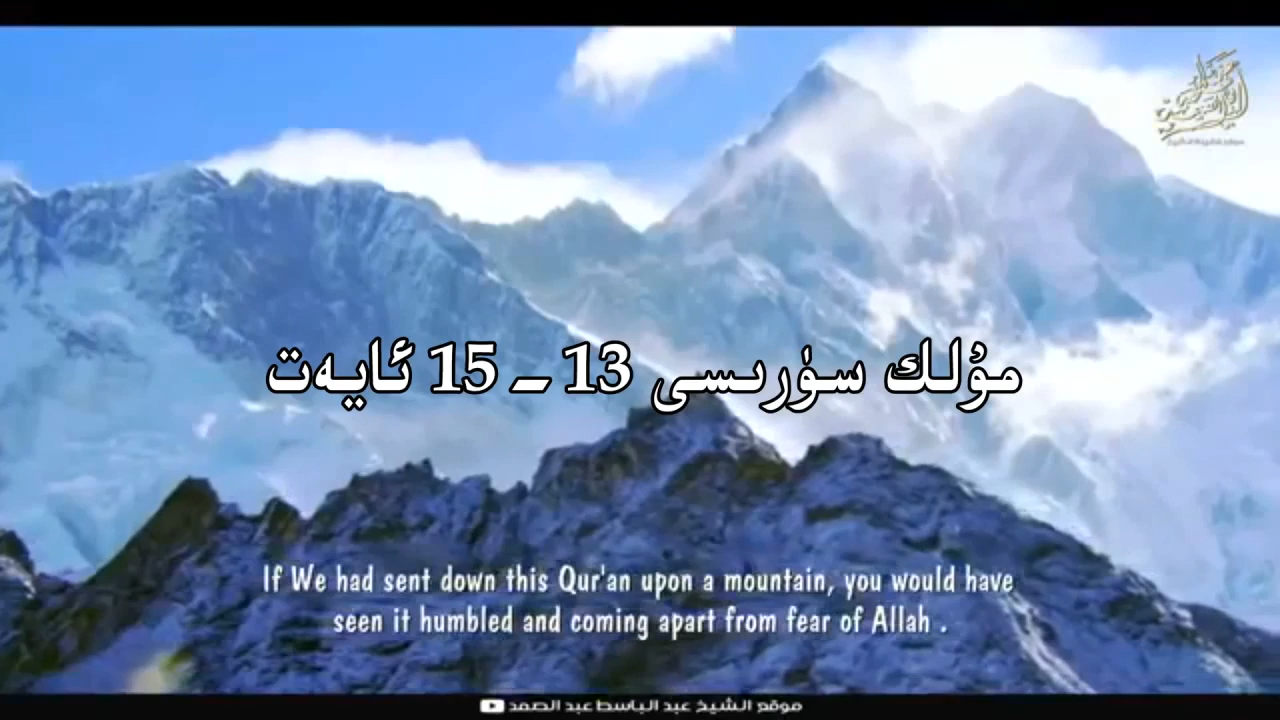 مۇلك سۈرىسى 13 ـ 15 ئايەت
If We had sent down this Qur'an upon a mountain, you would have
seen it humbled and coming apart from fear of Allah .
موقع الشيخ عبد الباسط عبد الصمد